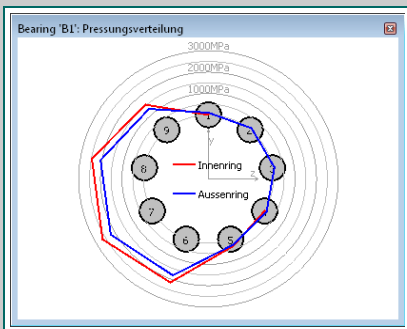 Bearing 'B1': Pressungsverteilung
3000MPa
2000MPa
1000MPa
1
9
2
y
8
Innenring
3
z
Aussenring
7
4
6
5